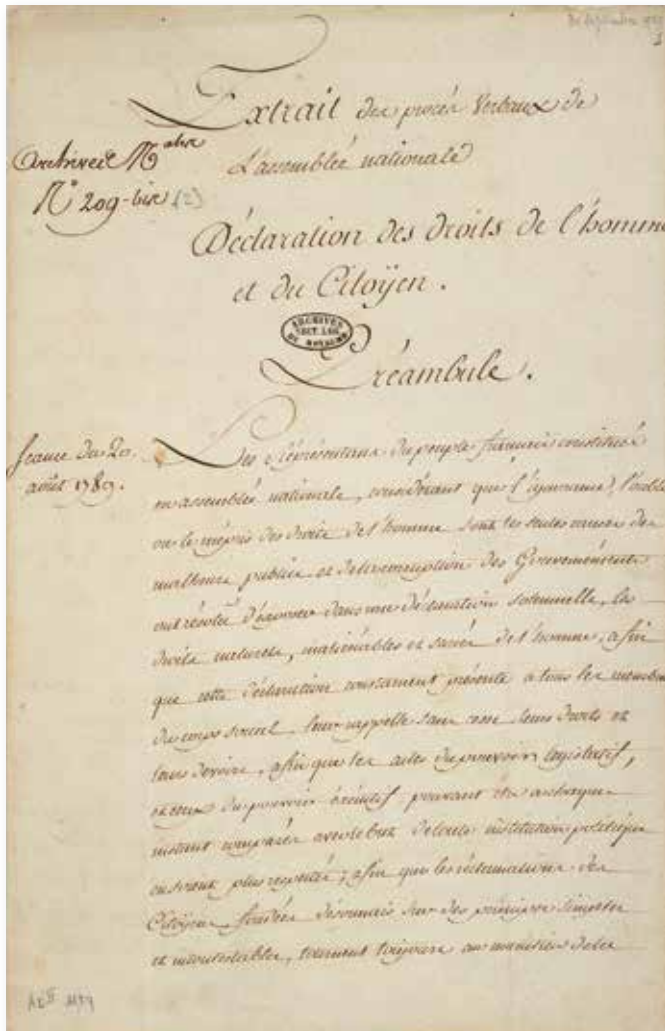 Extrait des procès Verbaux de
L'assemblée nationale
Archives
N° 209-bis (2)
Déclaration des droits de l'homme
et du Citoÿen.
ARCHIVES
DU ROYAUME
Préambule.
Séance du 20.
août 1789.
Les Représentans du peuple françois constitués
en assemblée nationale, considérant que l'ignorance, l'oubli
ou le mépris des droits de l'homme sont les seules causes des
malheurs publics et de la corruption des Gouvernements
ont résolu d'exposer dans une déclaration solemnelle, les
droits naturels, inaliénables et sacrés de l'homme, afin
que cette déclaration constament présente à tous les membres
du corps social, leur rappelle sans cesse leurs droits et
leurs devoirs, afin que les actes du pouvoir législatif,
et ceux du pouvoir exécutif pouvant être à chaque
instant comparés avec le but de toute institution politique
en soient plus respectés; afin que les réclamations des
Citoÿens fondées désormais sur des principes simples
et incontestables, tournent toujours au maintien de la